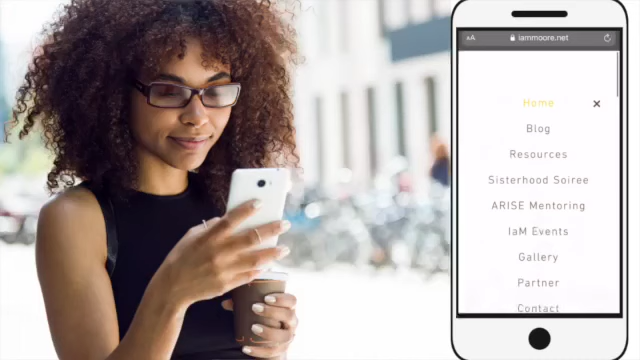 AA iammoore.net
Home
Blog
Resources
Sisterhood Soiree
ARISE Mentoring
IaM Events
Gallery
Partner
Contact